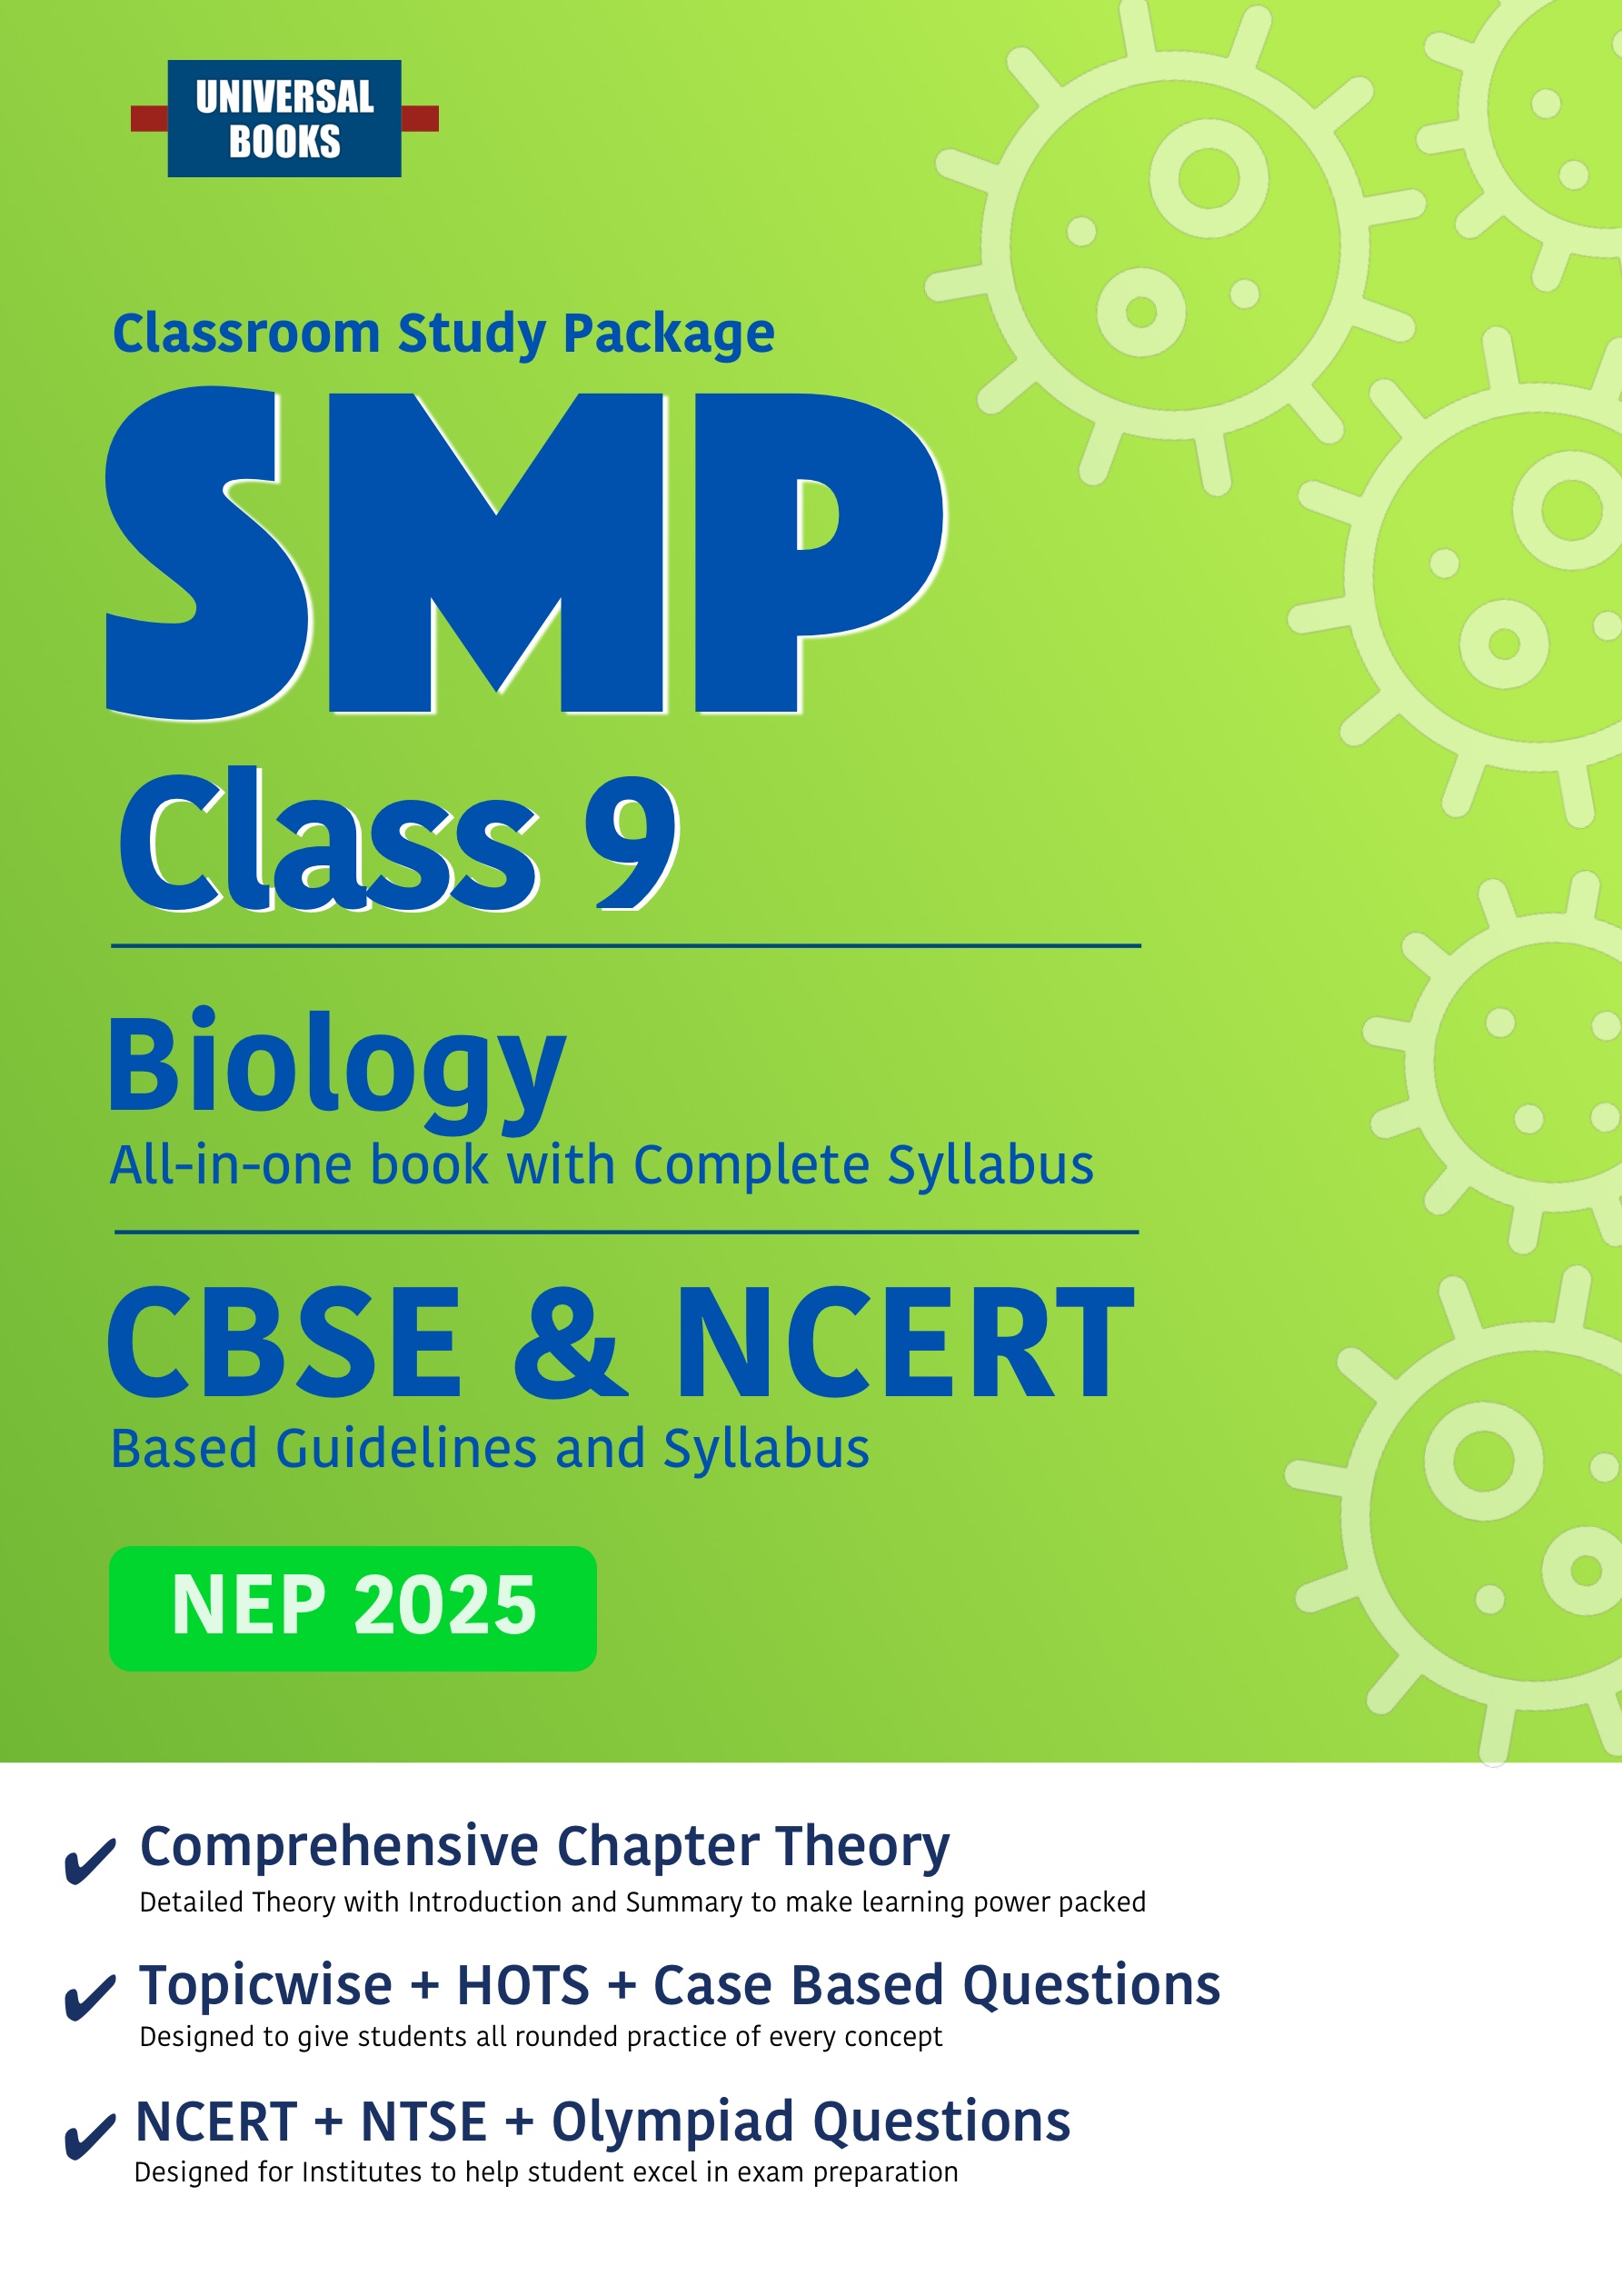 UNIVERSAL
BOOKS
Classroom Study Package
SMP
Class 9
Biology
All-in-one book with Complete Syllabus
CBSE & NCERT
Based Guidelines and Syllabus
NEP 2025
✔ Comprehensive Chapter Theory
Detailed Theory with Introduction and Summary to make learning power packed
✔ Topicwise + HOTS + Case Based Questions
Designed to give students all rounded practice of every concept
✔ NCERT + NTSE + Olympiad Questions
Designed for Institutes to help student excel in exam preparation